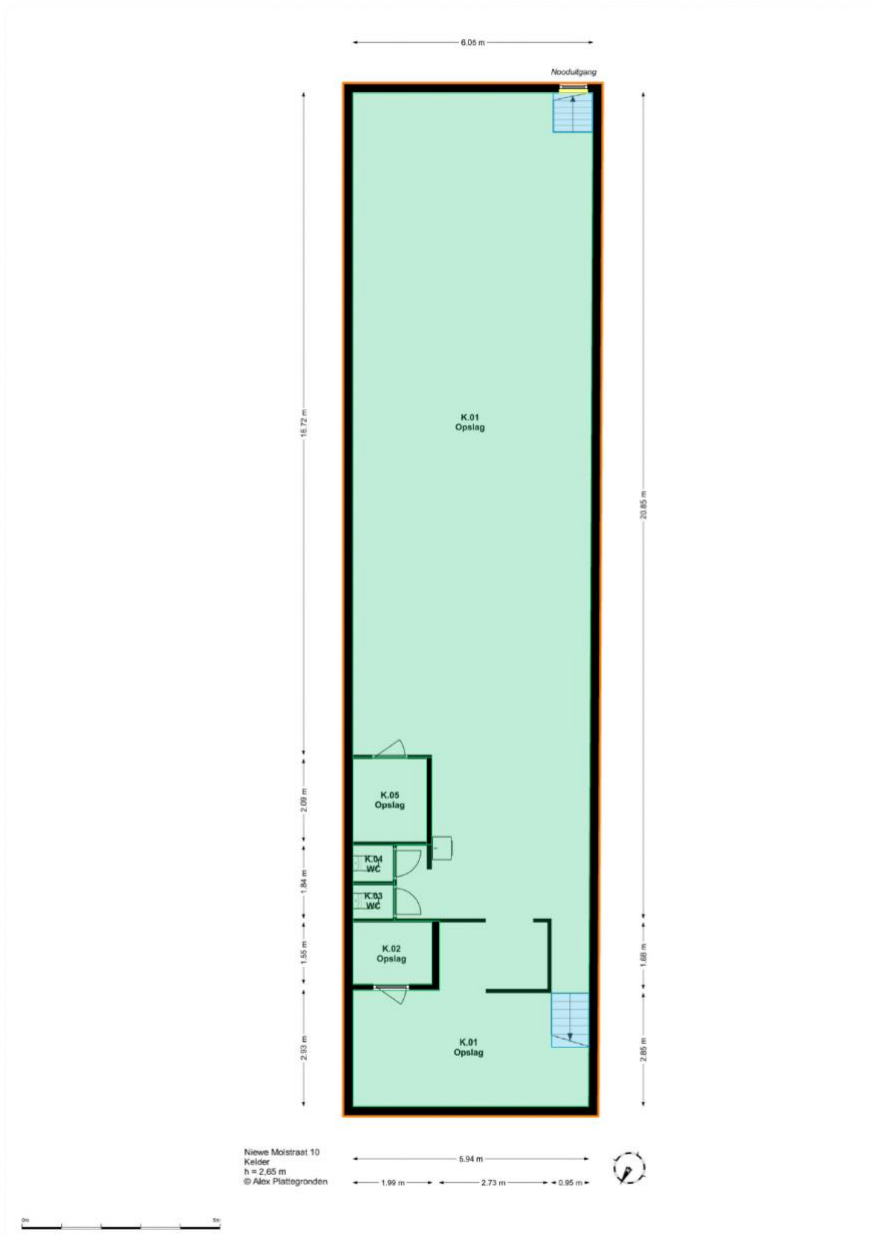 6.05 m
Nooduitgang
16.72 m
K.01
Opslag
20.85 m
K.05
Opslag
2.09 m
K.04
WC
1.84 m
K.03
WC
K.02
Opslag
1.55 m
1.68 m
K.01
Opslag
2.93 m
2.85 m
Niewe Molstraat 10
Kelder
h = 2,65 m
© Alex Plattegronden
5.94 m
1.99 m
2.73 m
0.95 m
0m
5m